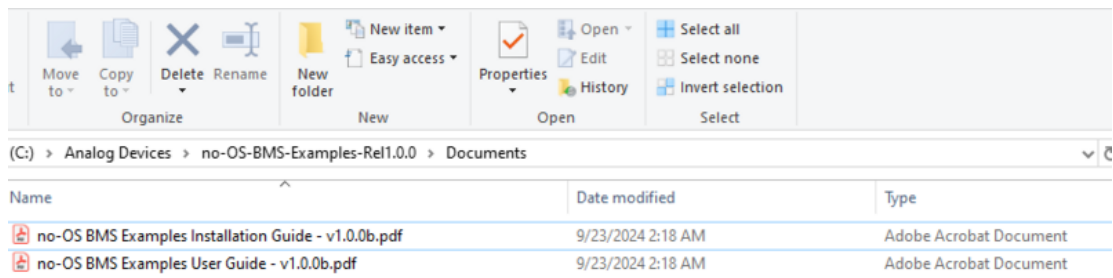 New item
Open
Select all
Easy access
Edit
Select none
Move to
Copy to
Delete
Rename
New folder
Properties
History
Invert selection
Organize
New
Open
Select
(C:) > Analog Devices > no-OS-BMS-Examples-Rel1.0.0 > Documents
Name Date modified Type
no-OS BMS Examples Installation Guide - v1.0.0b.pdf 9/23/2024 2:18 AM Adobe Acrobat Document
no-OS BMS Examples User Guide - v1.0.0b.pdf 9/23/2024 2:18 AM Adobe Acrobat Document